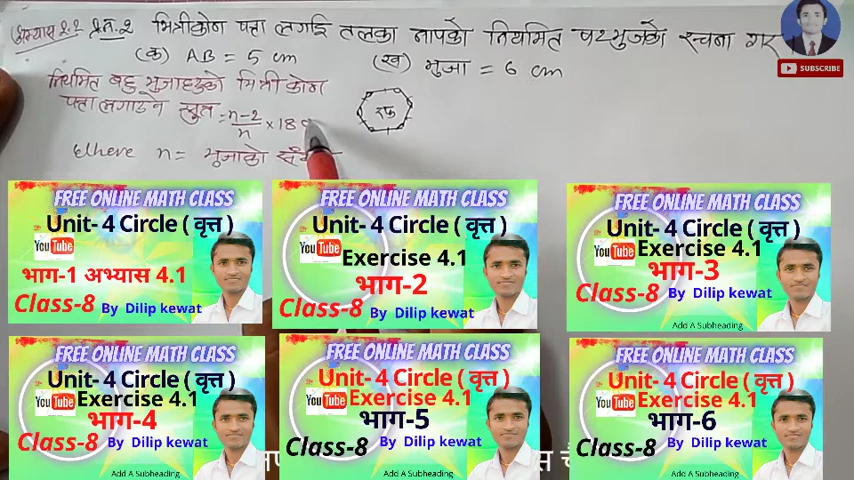 अभ्यास 2.2 प्र.न. 2 भित्रीकोण पत्ता लगाई तलका नापको नियमित षटभुजको रचना गर
(क) AB = 5 cm (ख) भुजा = 6 cm
SUBSCRIBE
नियमित बहुभुजाहरुको भित्री कोण
पत्ता लगाउने सुत्र = n-2/n × 18
where n = भुजाको
FREE ONLINE MATH CLASS
Unit- 4 Circle ( वृत्त )
YouTube
भाग-1 अभ्यास 4.1
Class-8 By Dilip kewat
FREE ONLINE MATH CLASS
Unit- 4 Circle ( वृत्त )
YouTube Exercise 4.1
भाग-2
Class-8 By Dilip kewat
FREE ONLINE MATH CLASS
Unit- 4 Circle ( वृत्त )
YouTube Exercise 4.1
भाग-3
Class-8 By Dilip kewat
Add A Subheading
FREE ONLINE MATH CLASS
Unit- 4 Circle ( वृत्त )
YouTube Exercise 4.1
भाग-4
Class-8 By Dilip kewat
Add A Subheading
FREE ONLINE MATH CLASS
Unit- 4 Circle ( वृत्त )
YouTube Exercise 4.1
भाग-5
Class-8 By Dilip kewat
Add A Subheading
FREE ONLINE MATH CLASS
Unit- 4 Circle ( वृत्त )
YouTube Exercise 4.1
भाग-6
Class-8 By Dilip kewat
Add A Subheading